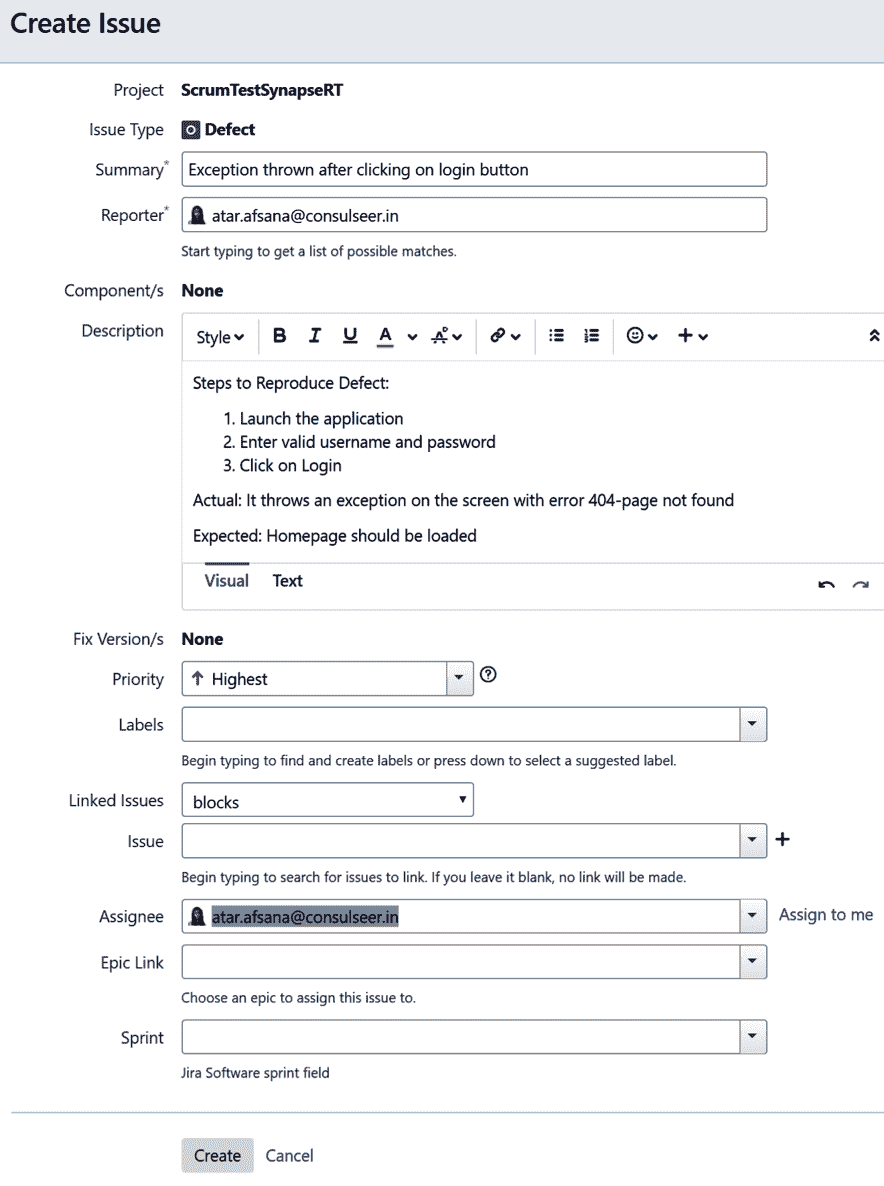 Create Issue
Project ScrumTestSynapseRT
Issue Type Defect
Summary* Exception thrown after clicking on login button
Reporter* atar.afsana@consulseer.in
Start typing to get a list of possible matches.
Component/s None
Description Style B I U A A
Steps to Reproduce Defect:
1. Launch the application
2. Enter valid username and password
3. Click on Login
Actual: It throws an exception on the screen with error 404-page not found
Expected: Homepage should be loaded
Visual Text
Fix Version/s None
Priority Highest
Labels
Begin typing to find and create labels or press down to select a suggested label.
Linked Issues blocks
Issue
Begin typing to search for issues to link. If you leave it blank, no link will be made.
Assignee atar.afsana@consulseer.in Assign to me
Epic Link
Choose an epic to assign this issue to.
Sprint
Jira Software sprint field
Create Cancel